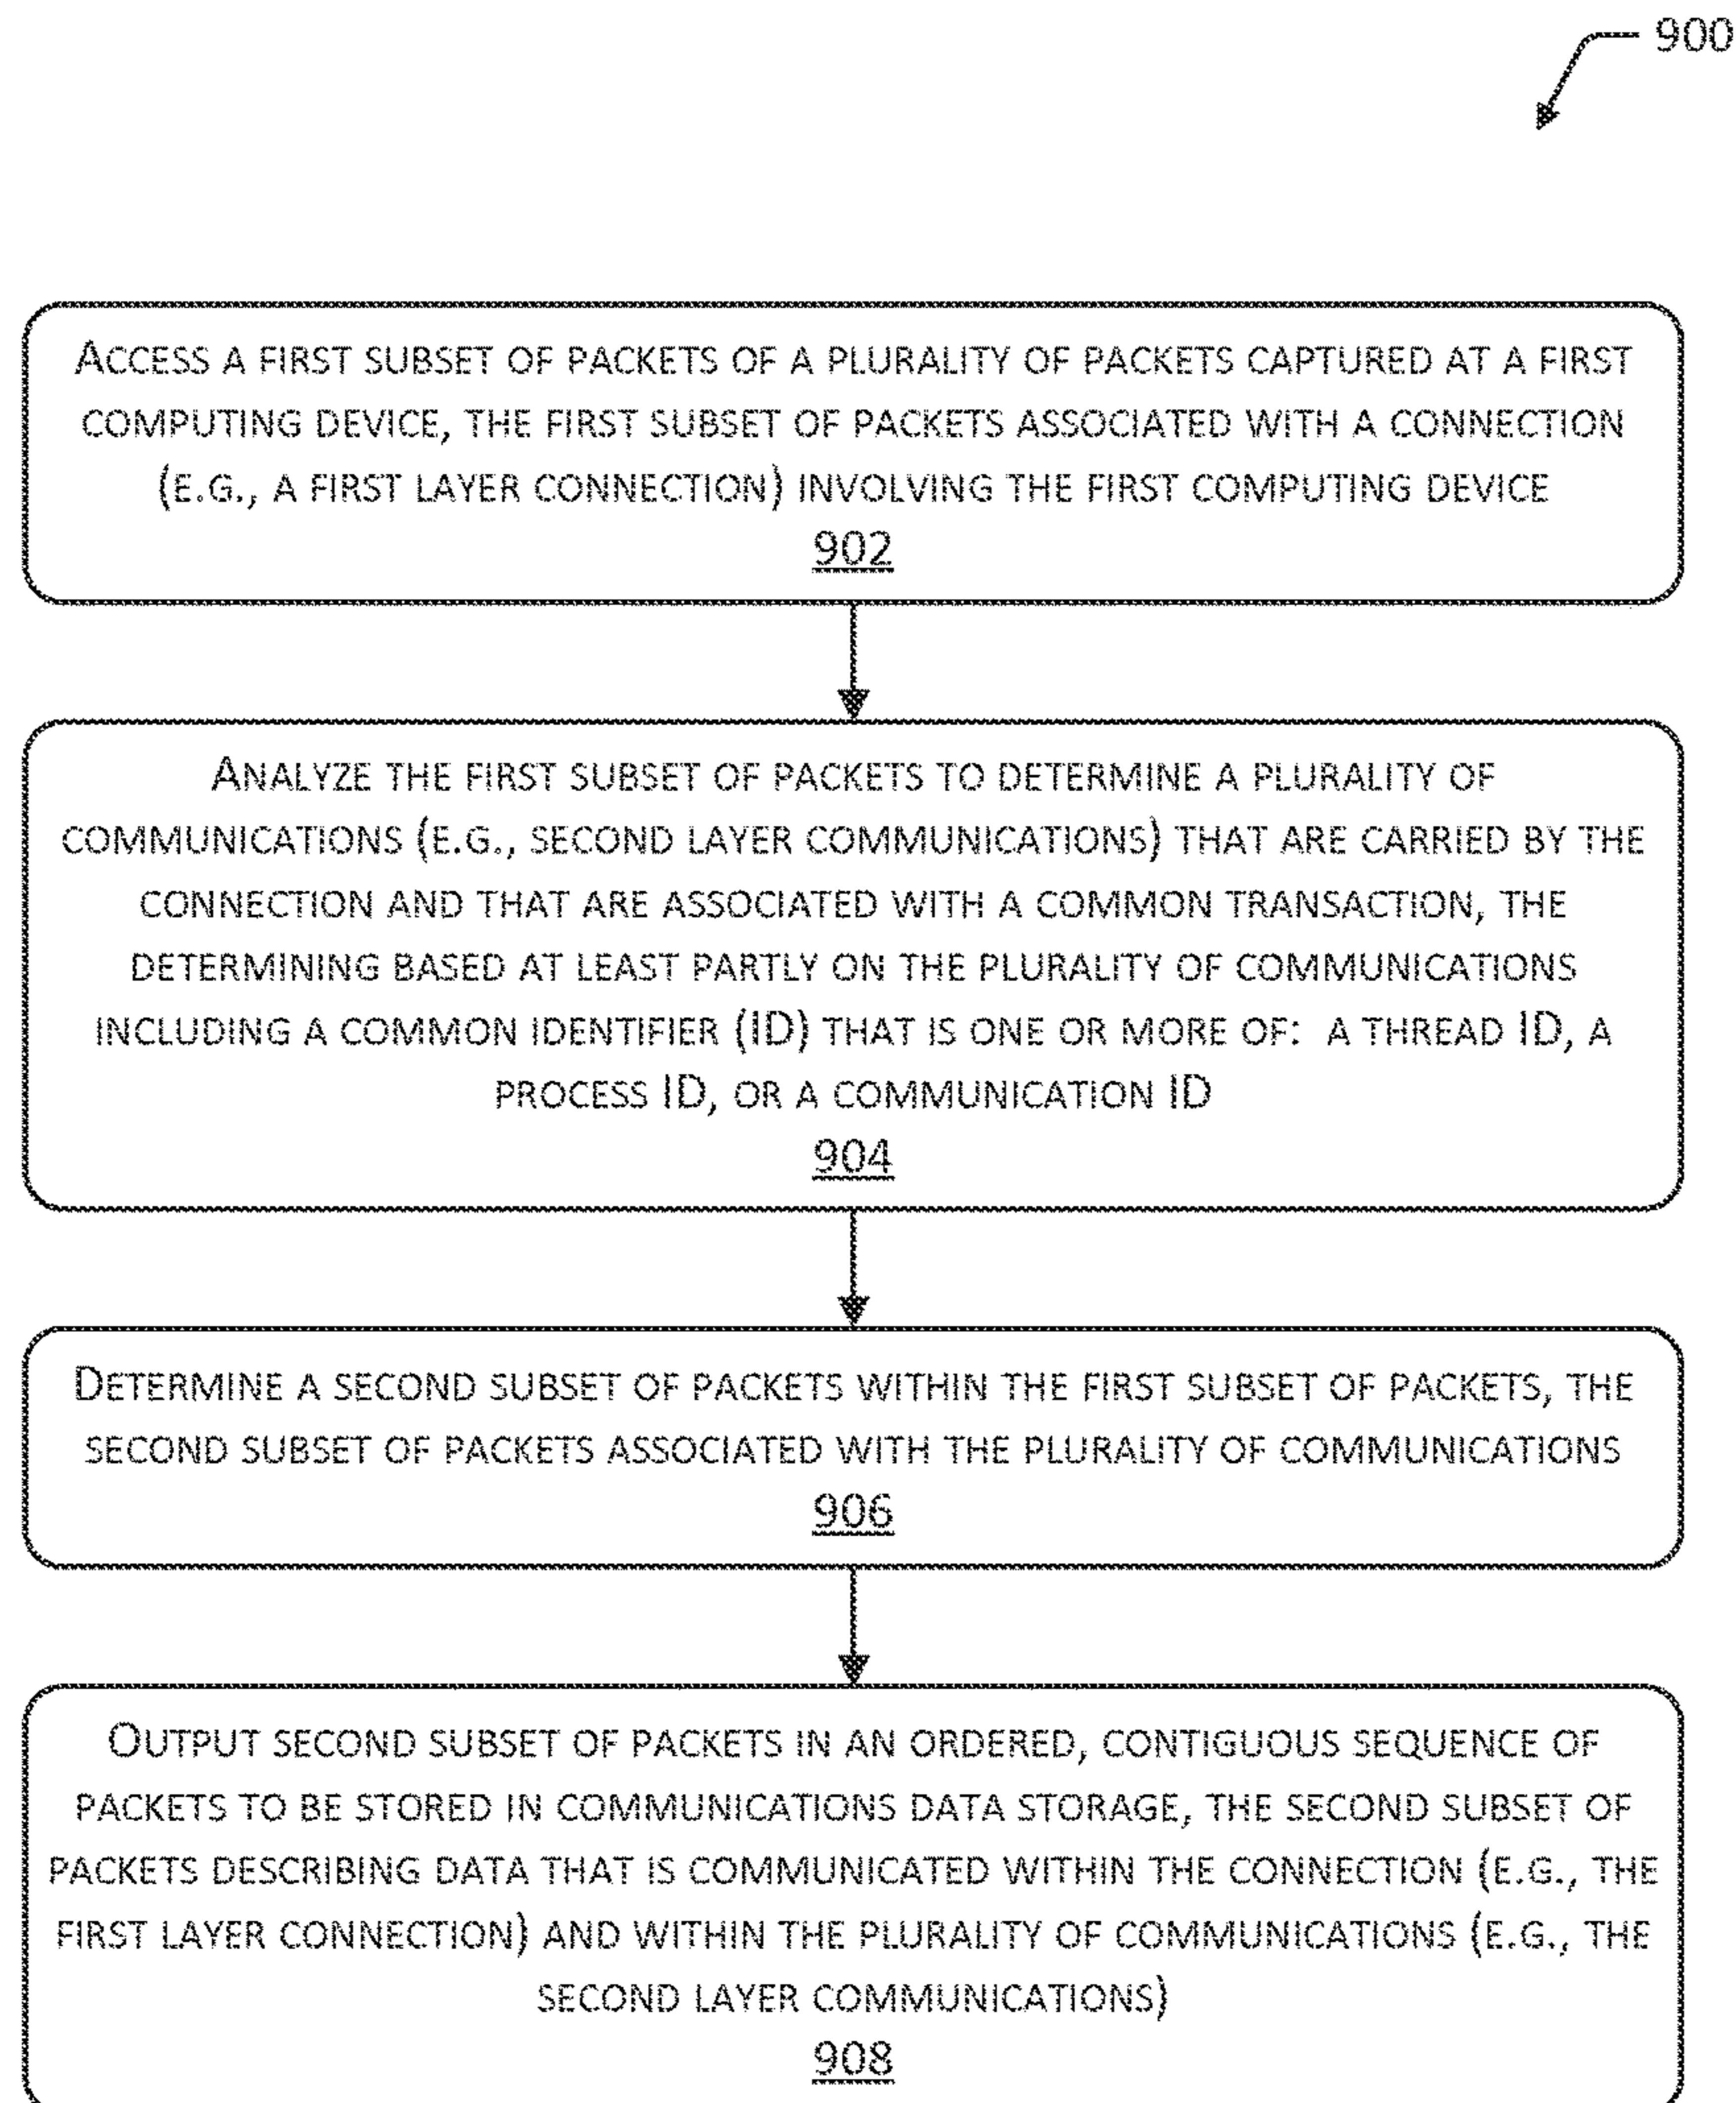 900
ACCESS A FIRST SUBSET OF PACKETS OF A PLURALITY OF PACKETS CAPTURED AT A FIRST
COMPUTING DEVICE, THE FIRST SUBSET OF PACKETS ASSOCIATED WITH A CONNECTION
(E.G., A FIRST LAYER CONNECTION) INVOLVING THE FIRST COMPUTING DEVICE
902
ANALYZE THE FIRST SUBSET OF PACKETS TO DETERMINE A PLURALITY OF
COMMUNICATIONS (E.G., SECOND LAYER COMMUNICATIONS) THAT ARE CARRIED BY THE
CONNECTION AND THAT ARE ASSOCIATED WITH A COMMON TRANSACTION, THE
DETERMINING BASED AT LEAST PARTLY ON THE PLURALITY OF COMMUNICATIONS
INCLUDING A COMMON IDENTIFIER (ID) THAT IS ONE OR MORE OF: A THREAD ID, A
PROCESS ID, OR A COMMUNICATION ID
904
DETERMINE A SECOND SUBSET OF PACKETS WITHIN THE FIRST SUBSET OF PACKETS, THE
SECOND SUBSET OF PACKETS ASSOCIATED WITH THE PLURALITY OF COMMUNICATIONS
906
OUTPUT SECOND SUBSET OF PACKETS IN AN ORDERED, CONTIGUOUS SEQUENCE OF
PACKETS TO BE STORED IN COMMUNICATIONS DATA STORAGE, THE SECOND SUBSET OF
PACKETS DESCRIBING DATA THAT IS COMMUNICATED WITHIN THE CONNECTION (E.G., THE
FIRST LAYER CONNECTION) AND WITHIN THE PLURALITY OF COMMUNICATIONS (E.G., THE
SECOND LAYER COMMUNICATIONS)
908